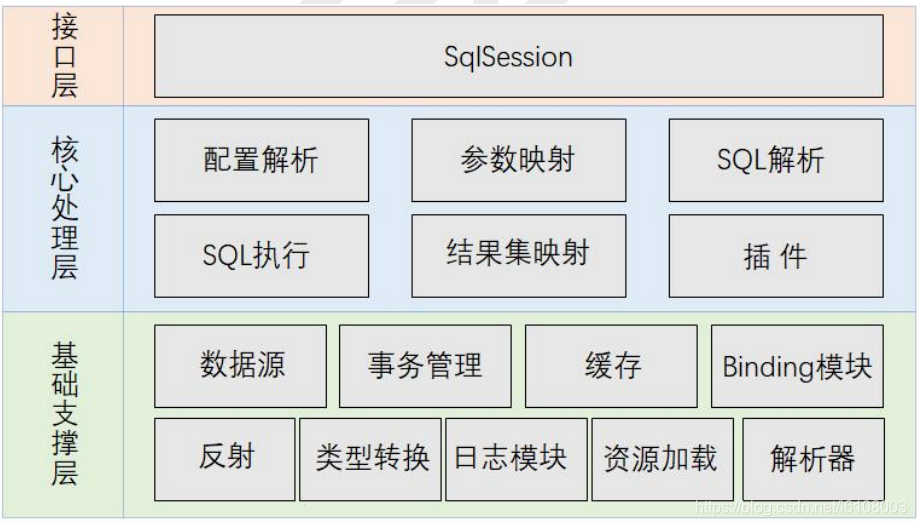 接口层
SqlSession
核心处理层
配置解析
参数映射
SQL解析
SQL执行
结果集映射
插 件
基础支撑层
数据源
事务管理
缓存
Binding模块
反射
类型转换
日志模块
资源加载
解析器
https://blog.csdn.net/l6108003